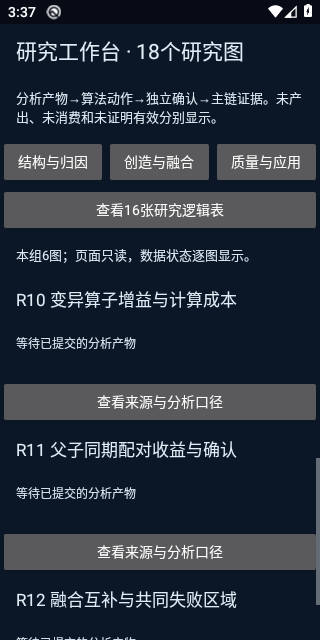 3:37
研究工作台 · 18个研究图
分析产物→算法动作→独立确认→主链证据。未产
出、未消费和未证明有效分别显示。
结构与归因 创造与融合 质量与应用
查看16张研究逻辑表
本组6图；页面只读，数据状态逐图显示。
R10 变异算子增益与计算成本
等待已提交的分析产物
查看来源与分析口径
R11 父子同期配对收益与确认
等待已提交的分析产物
查看来源与分析口径
R12 融合互补与共同失败区域